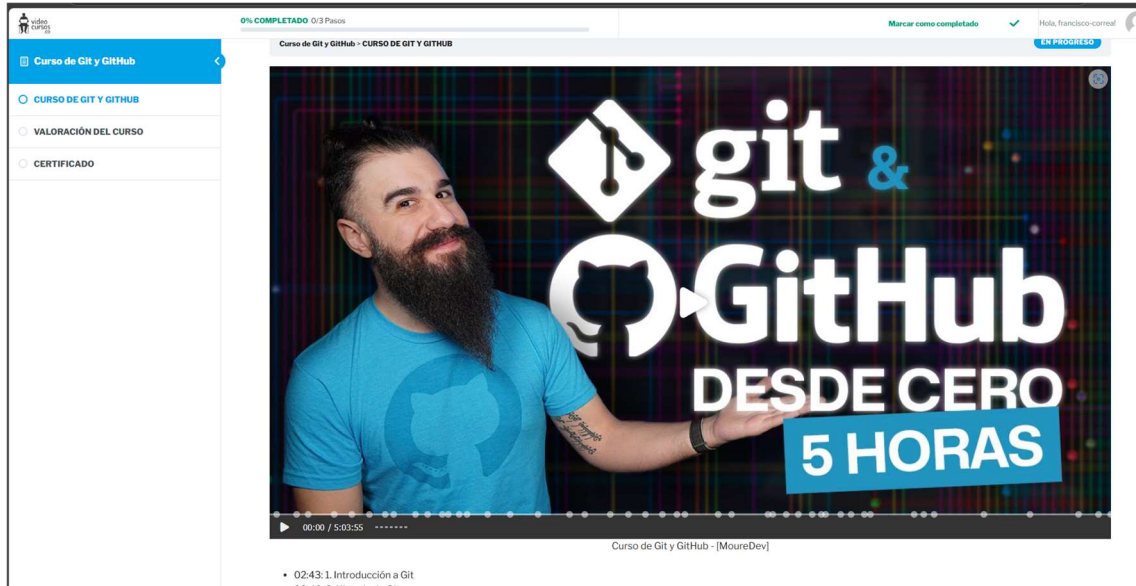 video
cursos
.co
0% COMPLETADO 0/3 Pasos
Marcar como completado
Hola, francisco-correa!
Curso de Git y GitHub
CURSO DE GIT Y GITHUB
VALORACIÓN DEL CURSO
CERTIFICADO
Curso de Git y GitHub > CURSO DE GIT Y GITHUB
EN PROGRESO
git &
GitHub
DESDE CERO
5 HORAS
00:00 / 5:03:55
Curso de Git y GitHub - [MoureDev]
• 02:43: 1. Introducción a Git